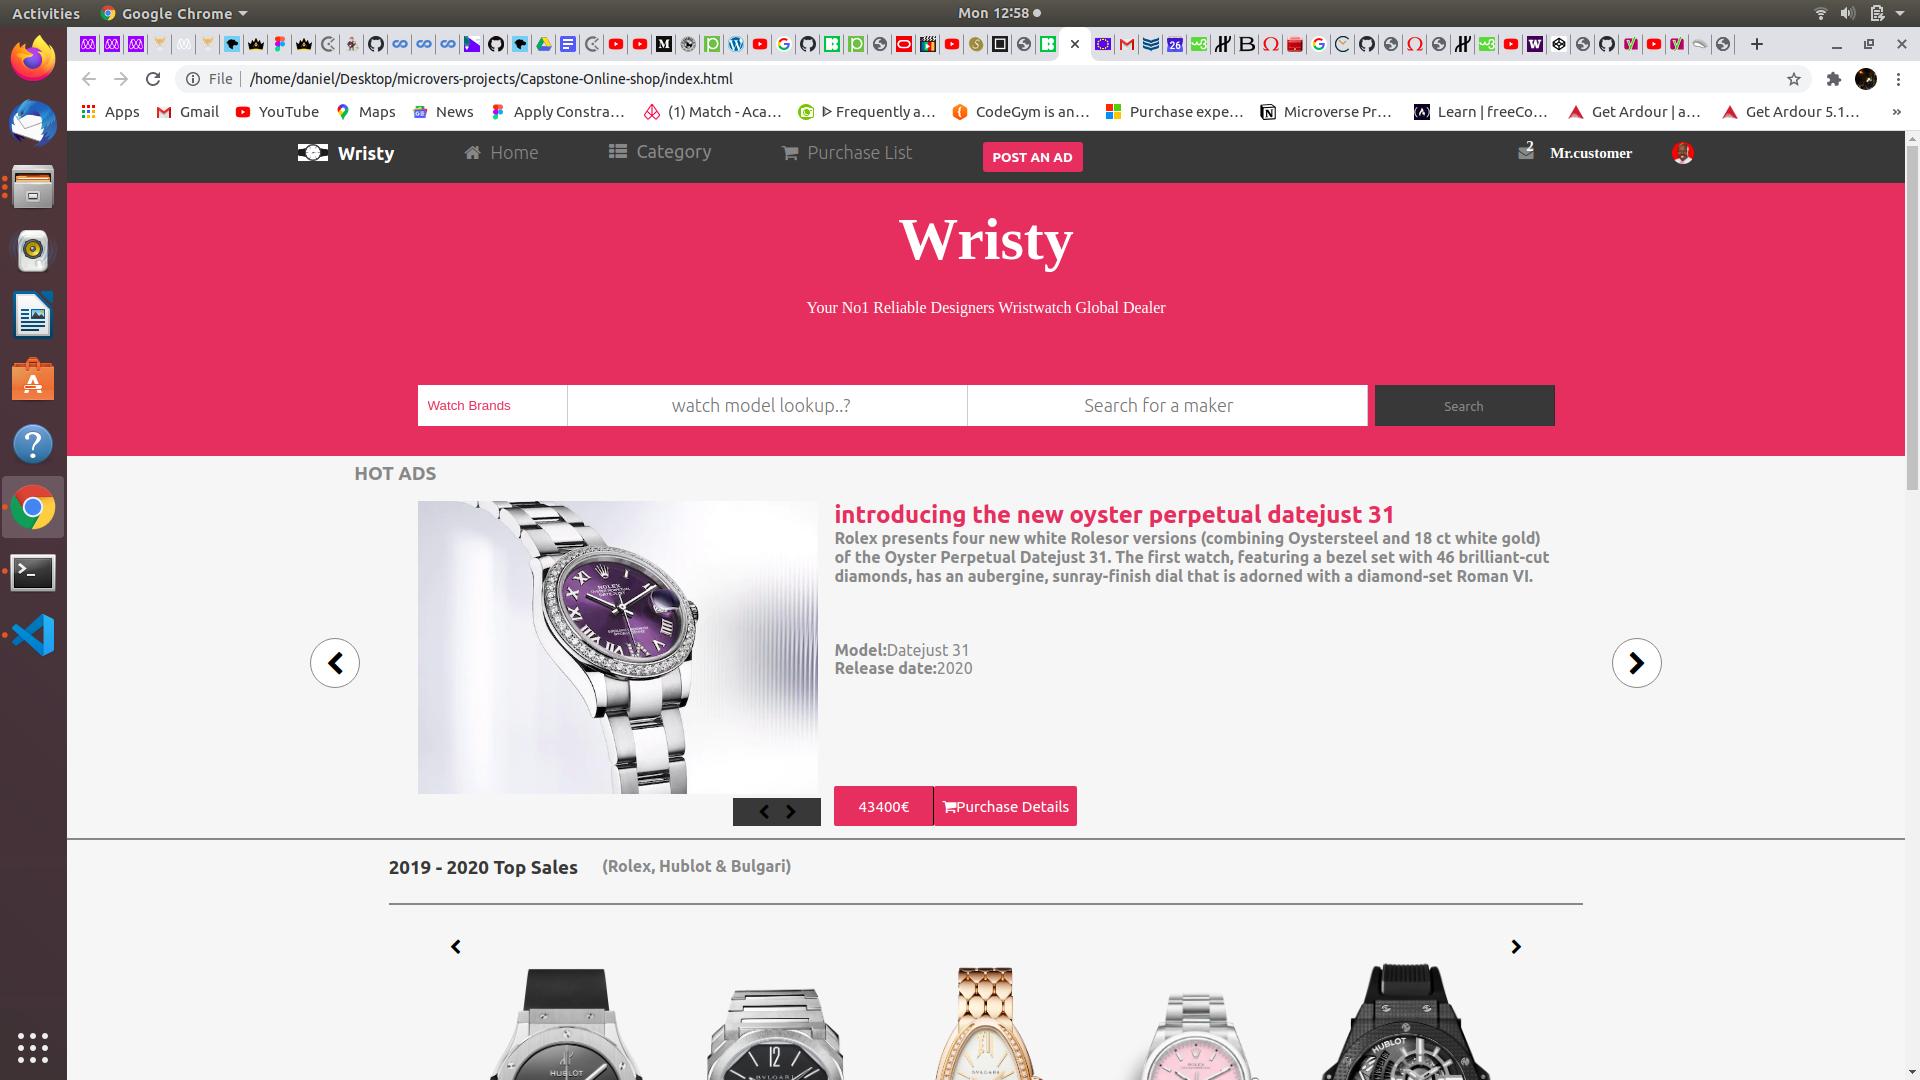 Activities
Google Chrome
Mon 12:58
File
/home/daniel/Desktop/microvers-projects/Capstone-Online-shop/index.html
Apps
Gmail
YouTube
Maps
News
Apply Constra...
(1) Match - Aca...
ᐈ Frequently a...
CodeGym is an...
Purchase expe...
Microverse Pr...
Learn | freeCo...
Get Ardour | a...
Get Ardour 5.1...
»
Wristy
Home
Category
Purchase List
POST AN AD
2
Mr.customer
Wristy
Your No1 Reliable Designers Wristwatch Global Dealer
Watch Brands
watch model lookup..?
Search for a maker
Search
HOT ADS
introducing the new oyster perpetual datejust 31
Rolex presents four new white Rolesor versions (combining Oystersteel and 18 ct white gold)
of the Oyster Perpetual Datejust 31. The first watch, featuring a bezel set with 46 brilliant-cut
diamonds, has an aubergine, sunray-finish dial that is adorned with a diamond-set Roman VI.
Model:Datejust 31
Release date:2020
ROLEX
43400€
Purchase Details
2019 - 2020 Top Sales
(Rolex, Hublot & Bulgari)
HUBLOT
12
BVLGARI
BVLGARI
ROLEX
HUBLOT